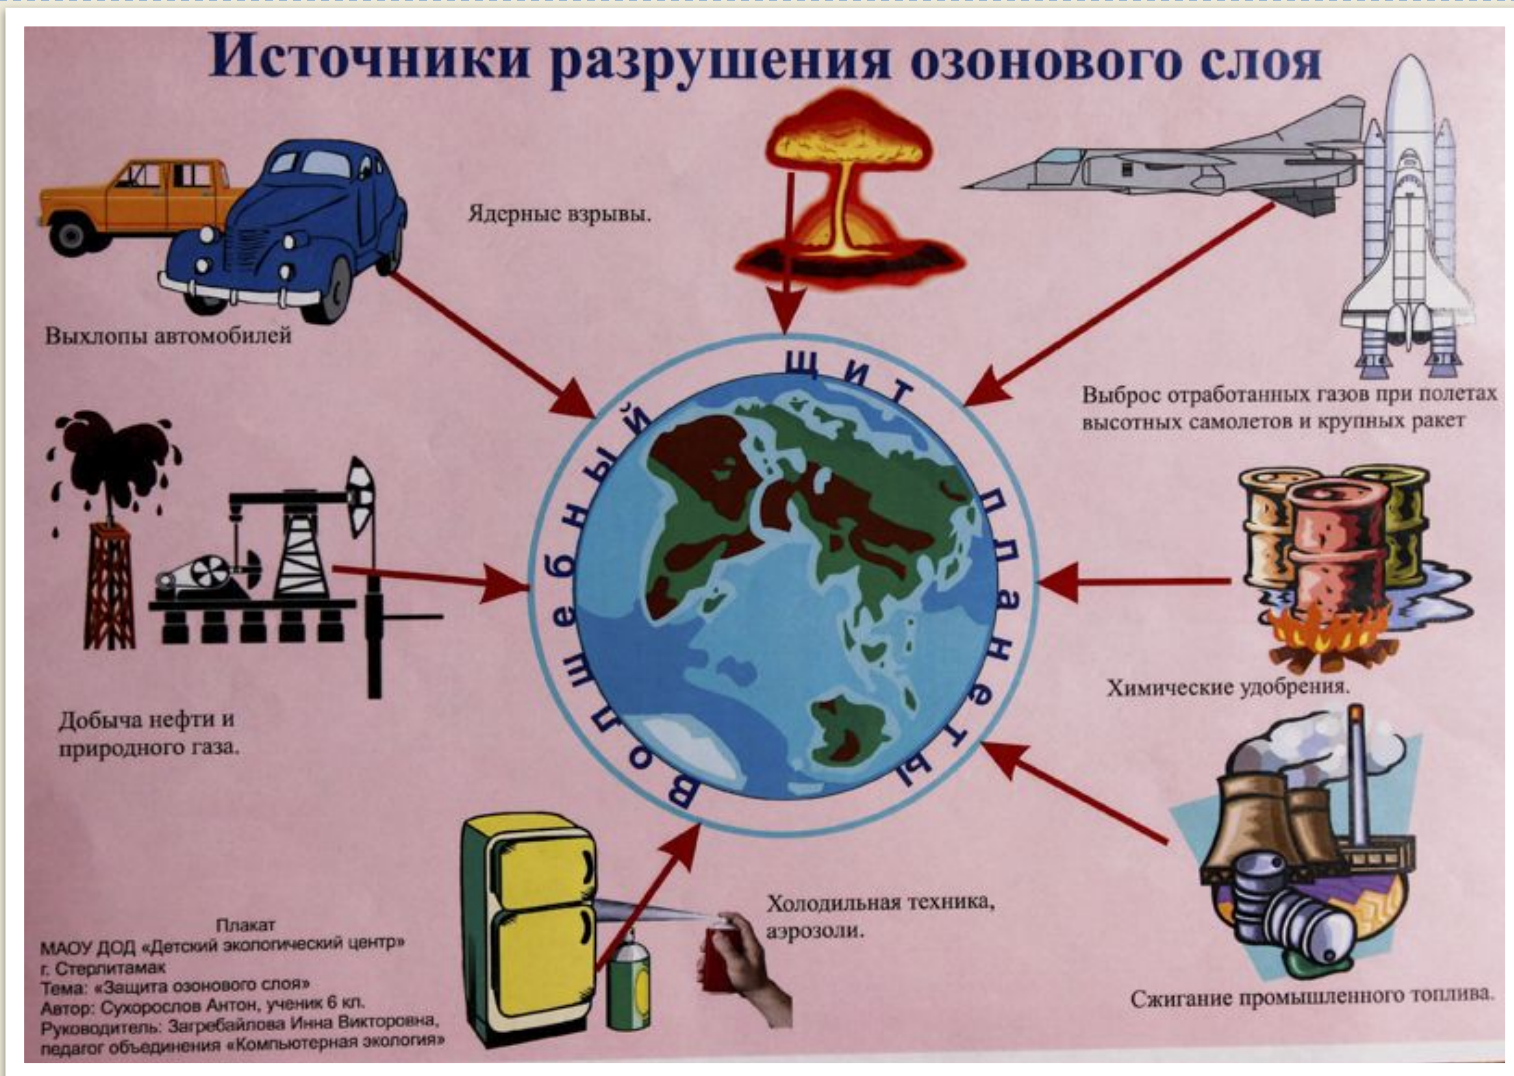 Источники разрушения озонового слоя
Ядерные взрывы.
Выхлопы автомобилей
Выброс отработанных газов при полетах
высотных самолетов и крупных ракет
Волшебный щит планеты
Добыча нефти и
природного газа.
Химические удобрения.
Холодильная техника,
аэрозоли.
Сжигание промышленного топлива.
Плакат
МАОУ ДОД «Детский экологический центр»
г. Стерлитамак
Тема: «Защита озонового слоя»
Автор: Сухорослов Антон, ученик 6 кл.
Руководитель: Загребайлова Инна Викторовна,
педагог объединения «Компьютерная экология»